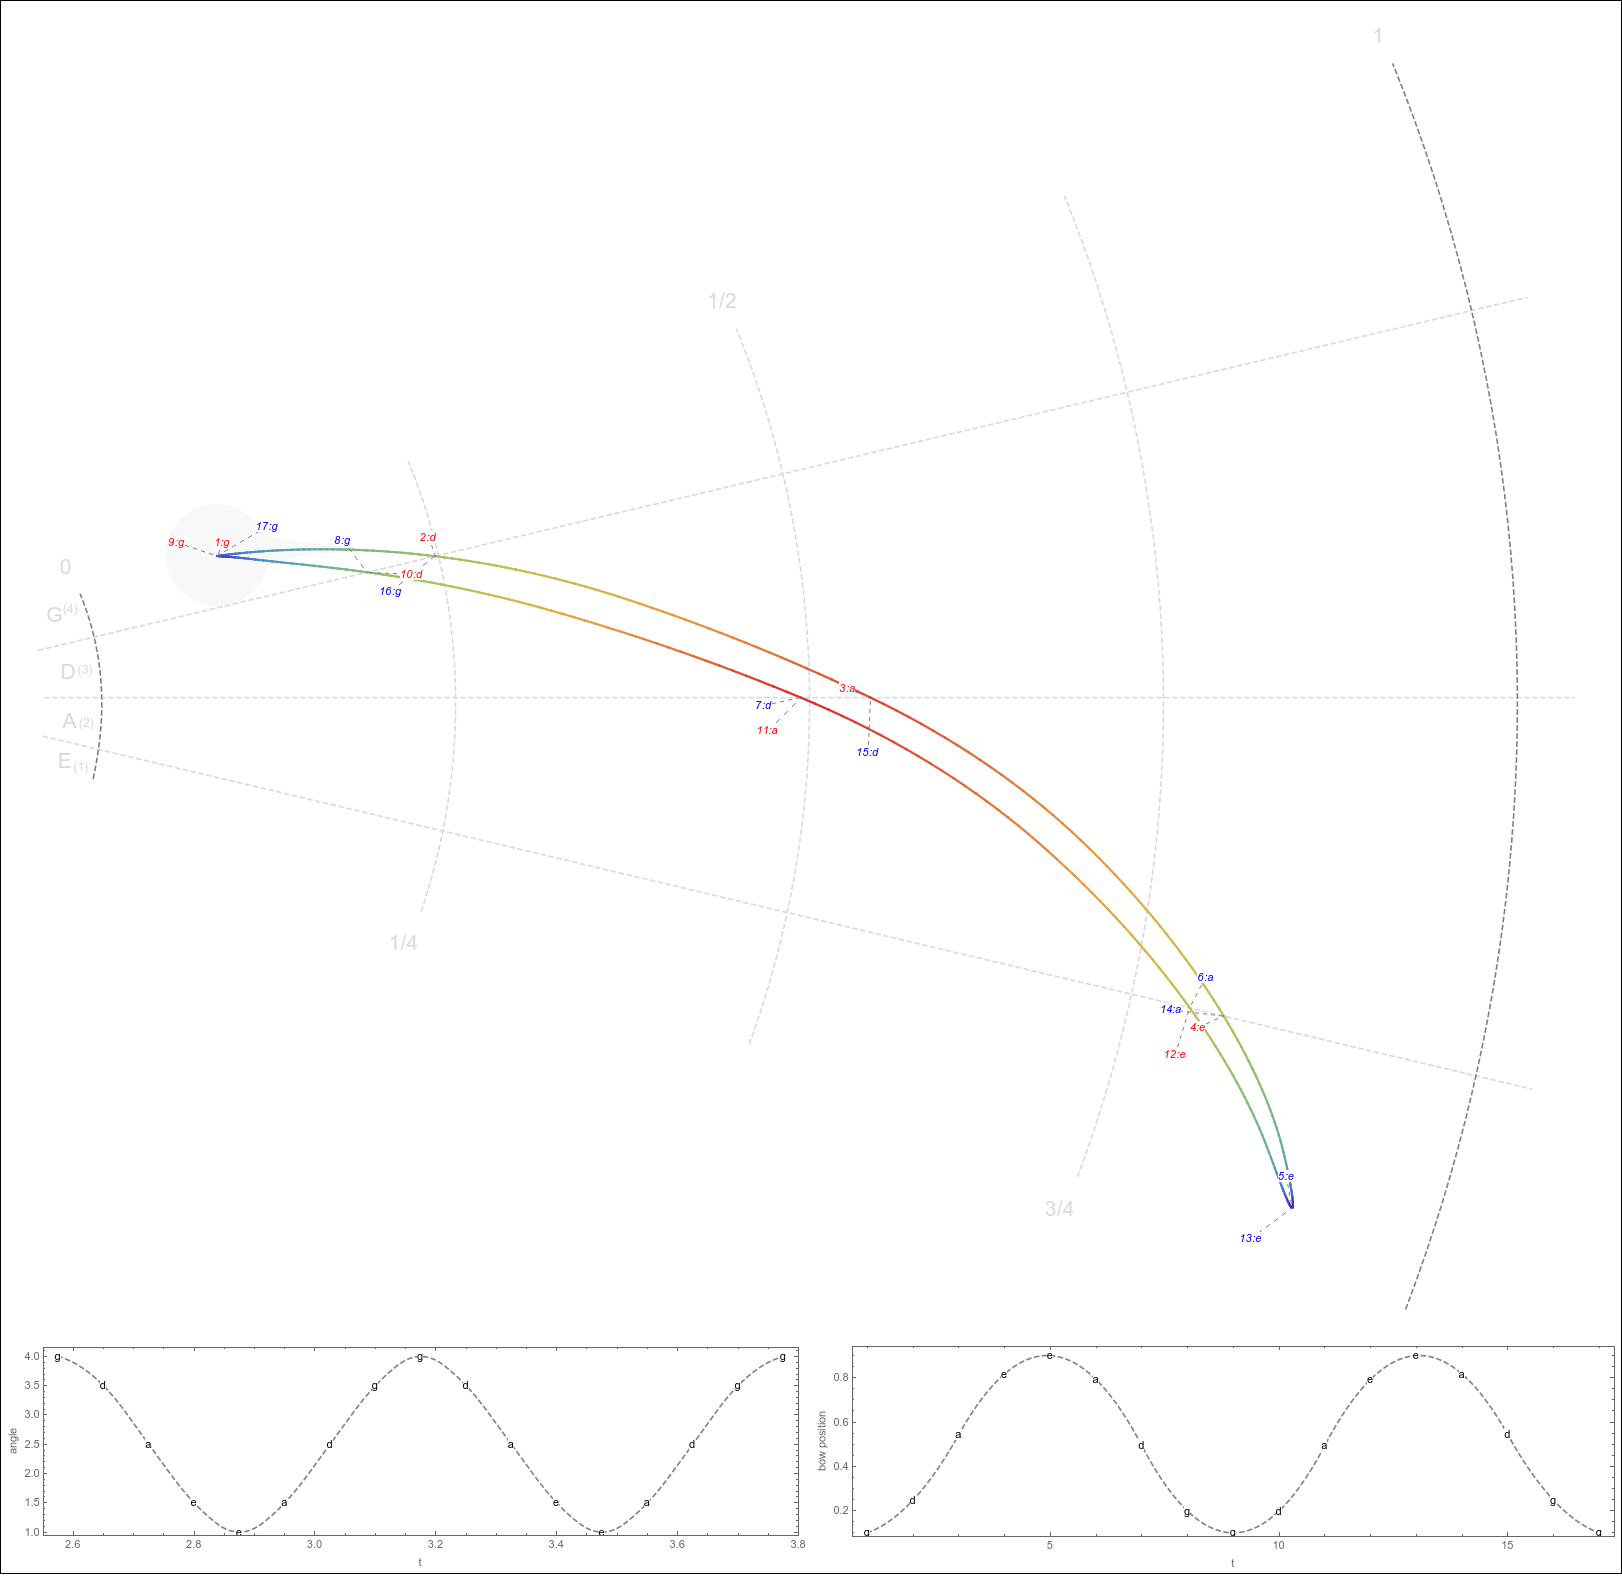 1
1/2
17:g
9:g
1:g
8:g
2:d
0
10:d
16:g
G(4)
D(3)
3:a
7:d
A(2)
11:a
15:d
E(1)
1/4
6:a
14:a
4:e
12:e
5:e
3/4
13:e
4.0
3.5
3.0
2.5
2.0
1.5
1.0
angle
g
d
a
e
e
a
d
g
g
d
a
e
e
a
d
g
g
2.6 2.8 3.0 3.2 3.4 3.6 3.8
t
0.8
0.6
0.4
0.2
bow position
g
d
a
e
e
a
d
g
g
d
a
e
e
a
d
g
g
5 10 15
t